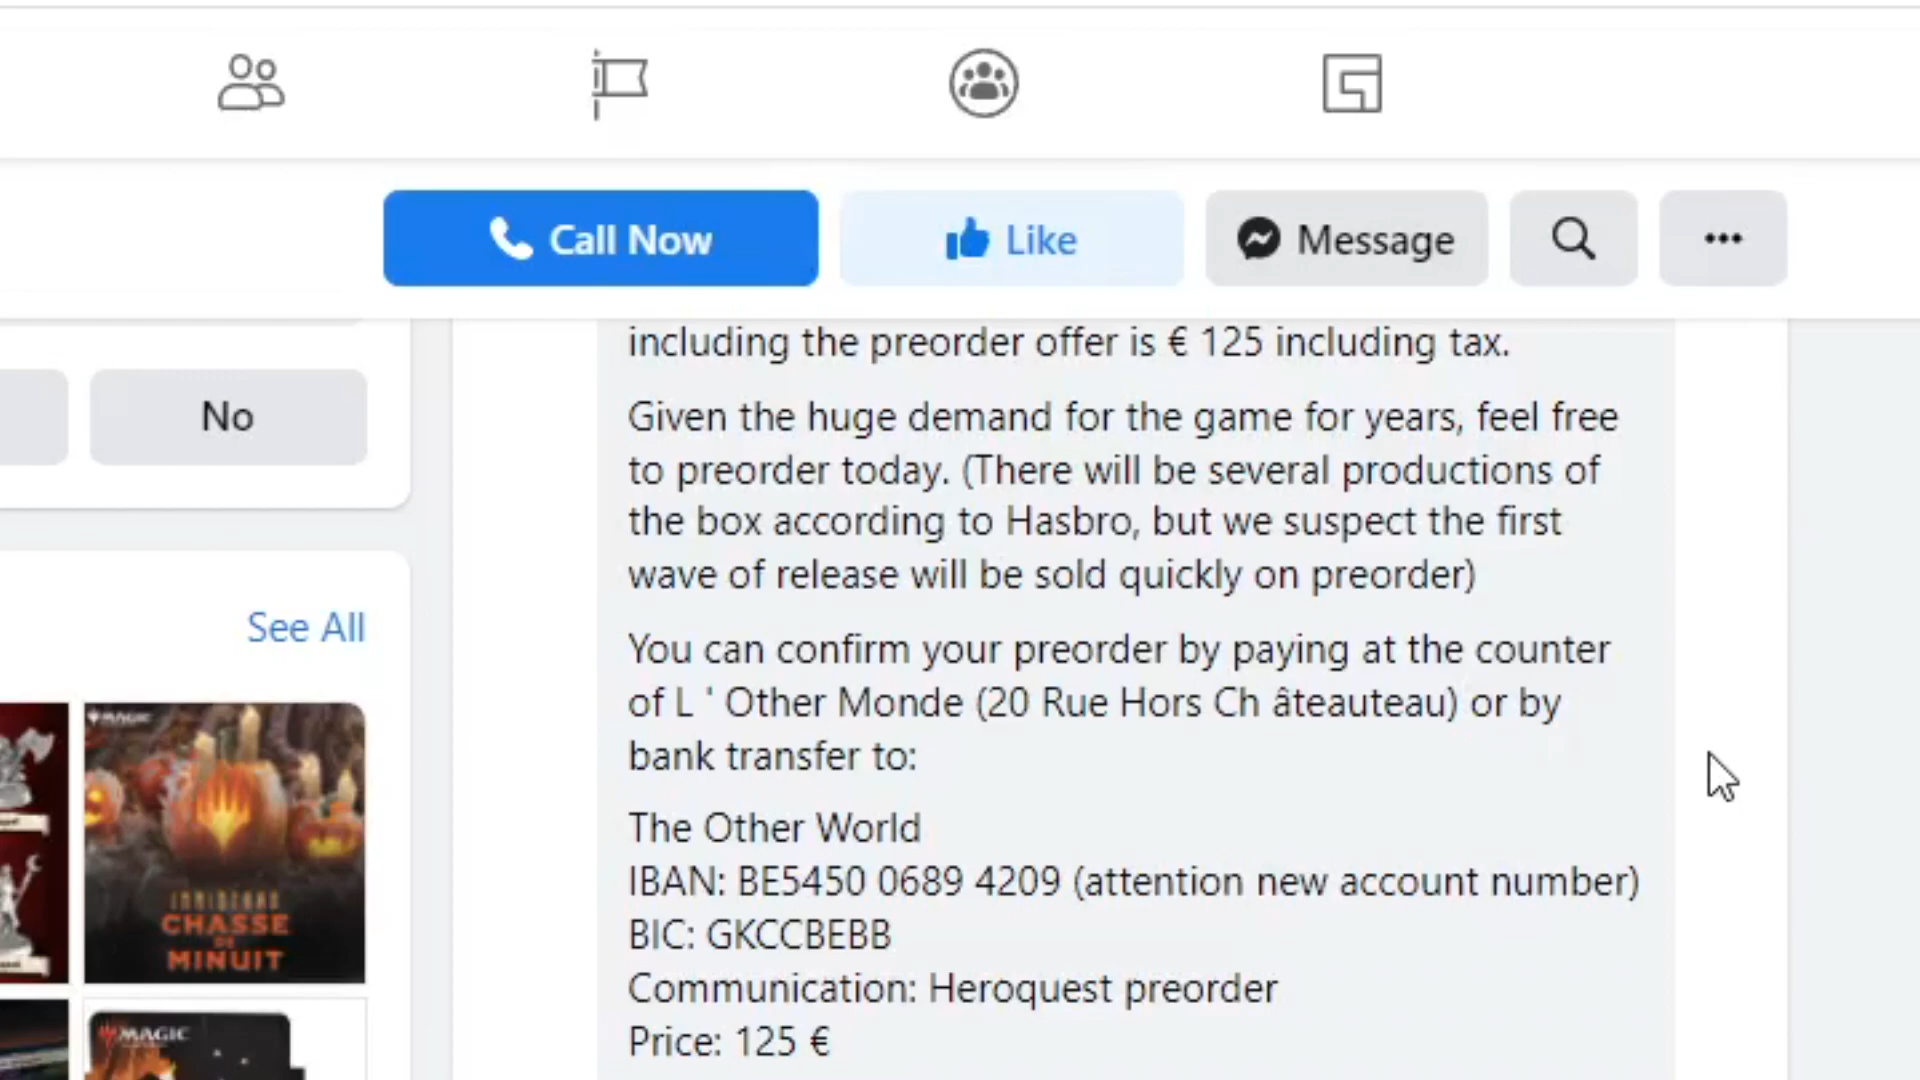 Call Now
Like
Message
including the preorder offer is € 125 including tax.
No
Given the huge demand for the game for years, feel free
to preorder today. (There will be several productions of
the box according to Hasbro, but we suspect the first
wave of release will be sold quickly on preorder)
See All
You can confirm your preorder by paying at the counter
of L ' Other Monde (20 Rue Hors Ch âteauteau) or by
bank transfer to:
MAGIC
INNISTRAD
CHASSE
DE
MINUIT
The Other World
IBAN: BE5450 0689 4209 (attention new account number)
BIC: GKCCBEBB
Communication: Heroquest preorder
Price: 125 €
MAGIC